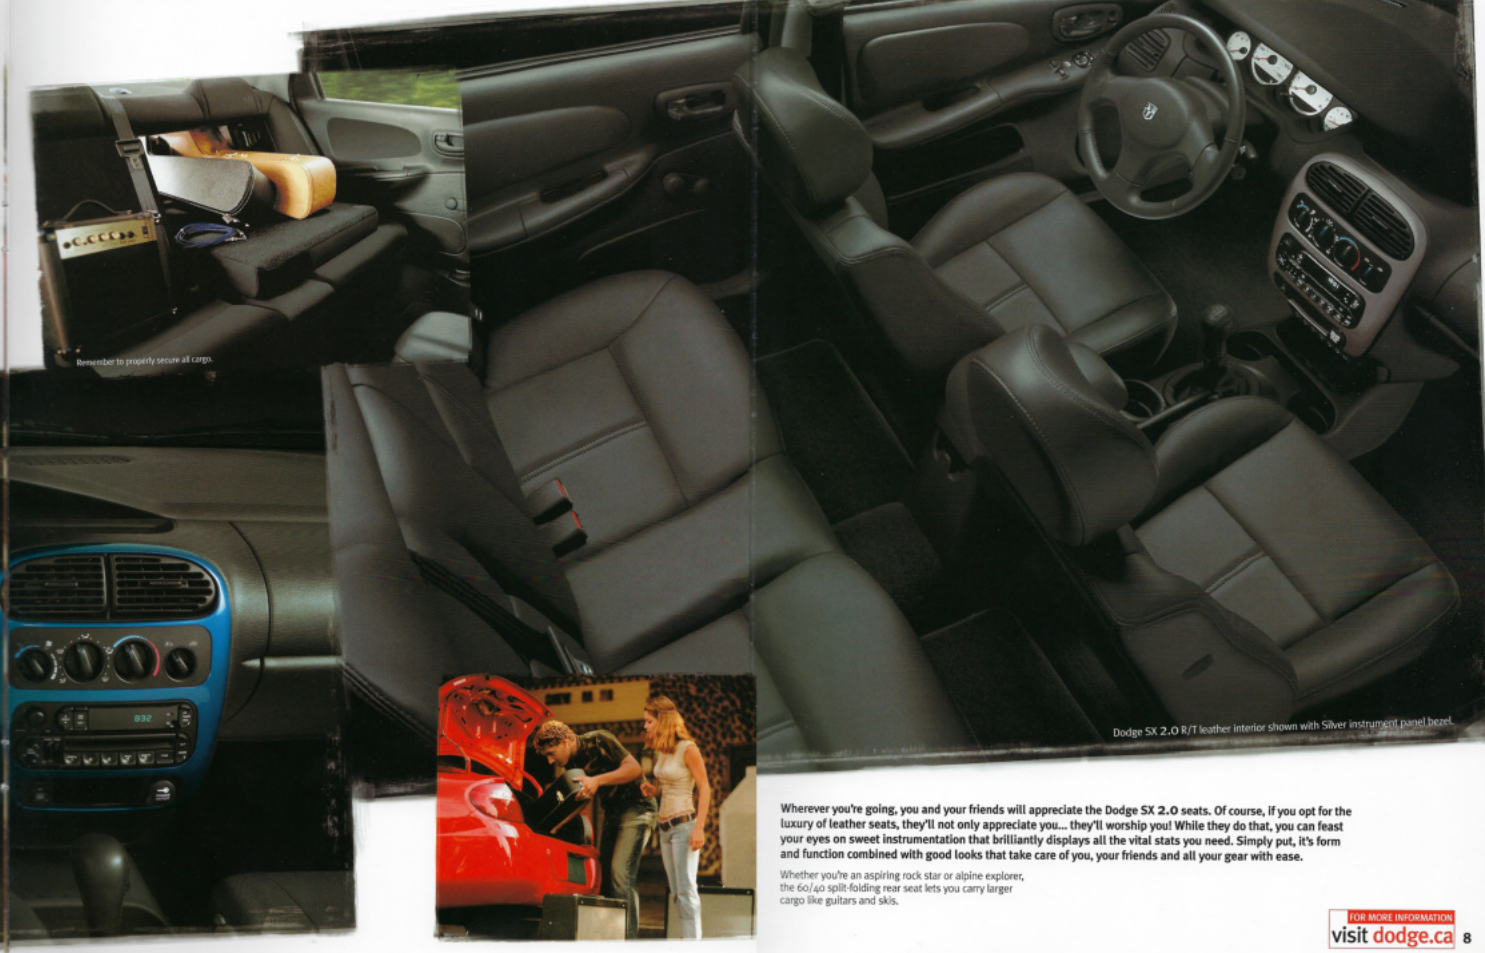 Remember to properly secure all cargo.
832
Dodge SX 2.0 R/T leather interior shown with Silver instrument panel bezel.
Wherever you're going, you and your friends will appreciate the Dodge SX 2.0 seats. Of course, if you opt for the
luxury of leather seats, they'll not only appreciate you... they'll worship you! While they do that, you can feast
your eyes on sweet instrumentation that brilliantly displays all the vital stats you need. Simply put, it's form
and function combined with good looks that take care of you, your friends and all your gear with ease.
Whether you're an aspiring rock star or alpine explorer,
the 60/40 split-folding rear seat lets you carry larger
cargo like guitars and skis.
FOR MORE INFORMATION
visit dodge.ca 8